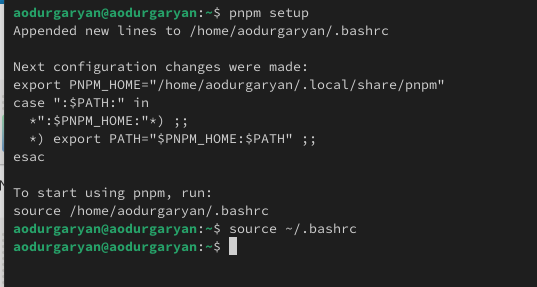 aodurgaryan@aodurgaryan:~$ pnpm setup
Appended new lines to /home/aodurgaryan/.bashrc

Next configuration changes were made:
export PNPM_HOME="/home/aodurgaryan/.local/share/pnpm"
case ":$PATH:" in
  *":$PNPM_HOME:"*) ;;
  *) export PATH="$PNPM_HOME:$PATH" ;;
esac

To start using pnpm, run:
source /home/aodurgaryan/.bashrc
aodurgaryan@aodurgaryan:~$ source ~/.bashrc
aodurgaryan@aodurgaryan:~$